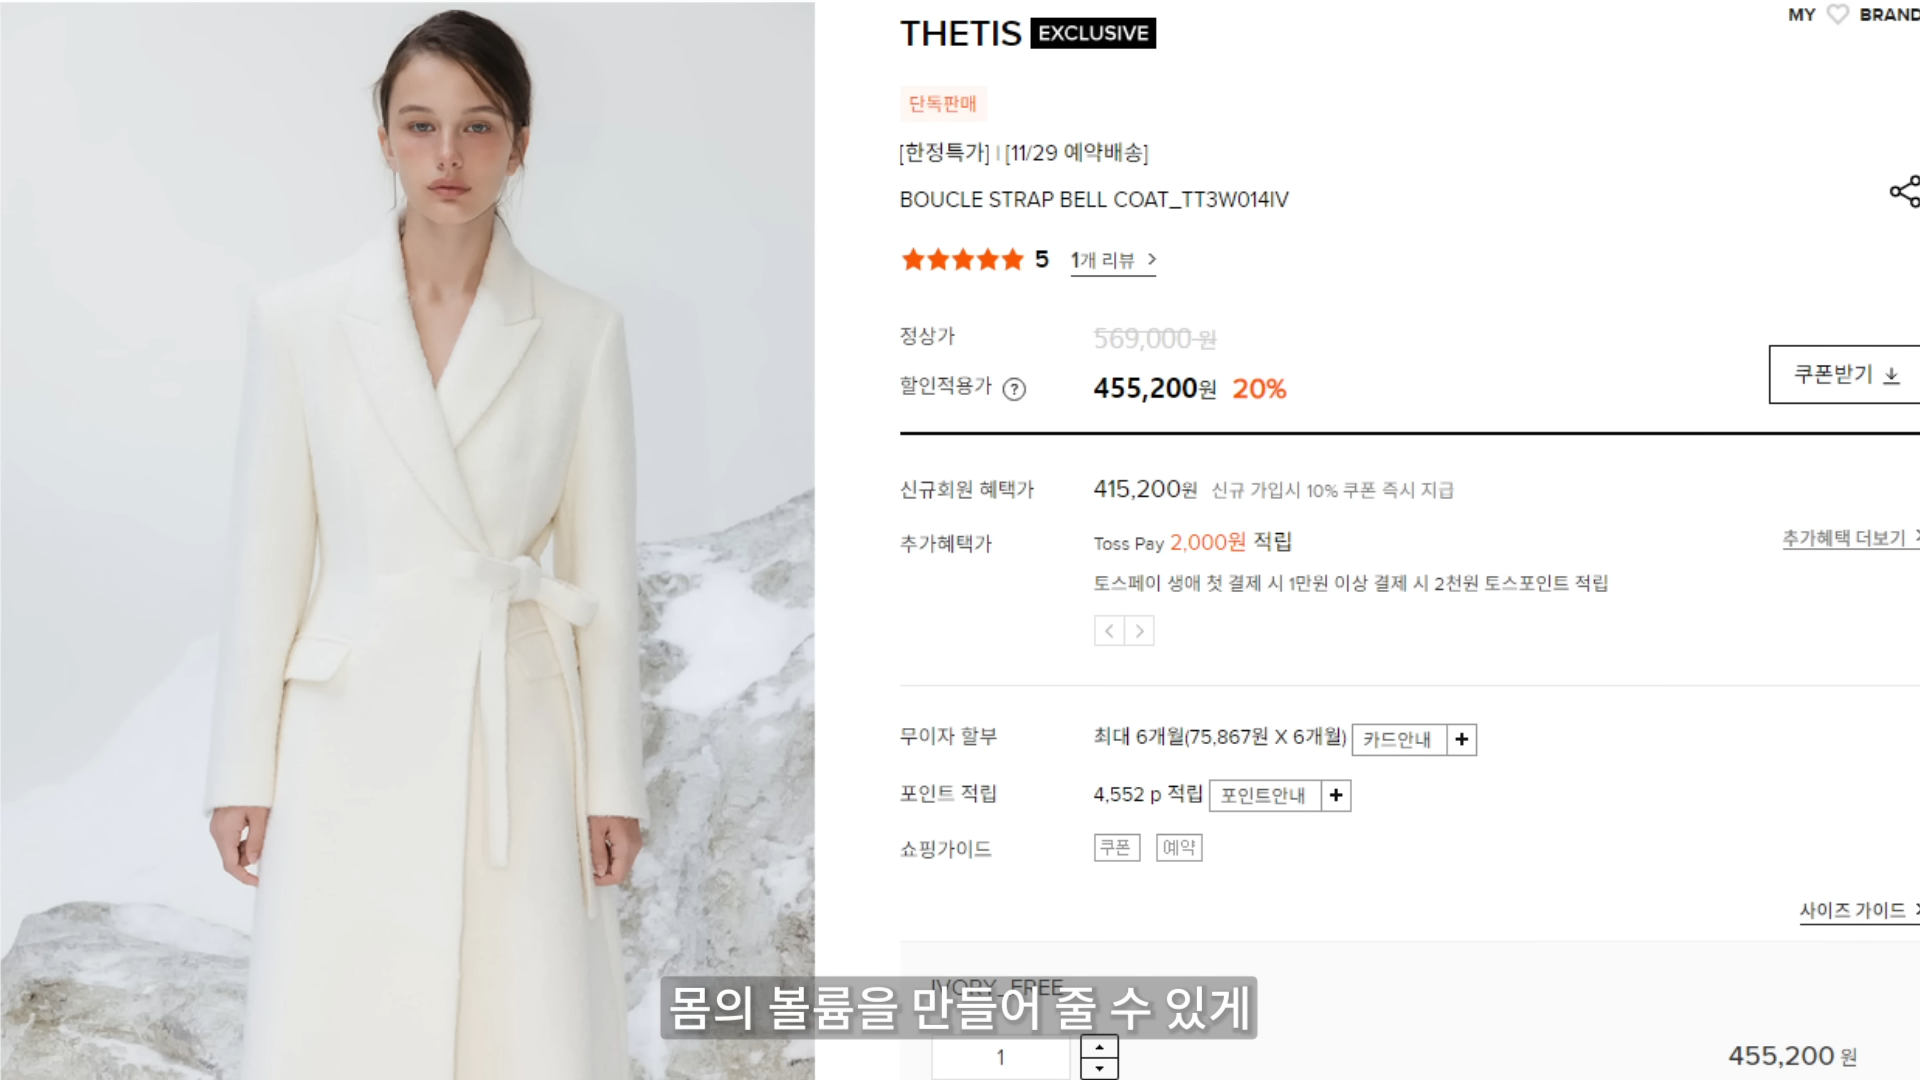 MY BRAND
THETIS EXCLUSIVE
단독판매
[한정특가] | [11/29 예약배송]
BOUCLE STRAP BELL COAT_TT3W014IV
5 1개 리뷰 >
정상가 569,000 원
할인적용가 ? 455,200원 20%
쿠폰받기
신규회원 혜택가 415,200원 신규 가입시 10% 쿠폰 즉시 지급
추가혜택가 Toss Pay 2,000원 적립 추가혜택 더보기
토스페이 생애 첫 결제 시 1만원 이상 결제 시 2천원 토스포인트 적립
무이자 할부 최대 6개월(75,867원 X 6개월) 카드안내 +
포인트 적립 4,552 p 적립 포인트안내 +
쇼핑가이드 쿠폰 예약
사이즈 가이드
IVORY_FREE
몸의 볼륨을 만들어 줄 수 있게
1 455,200 원